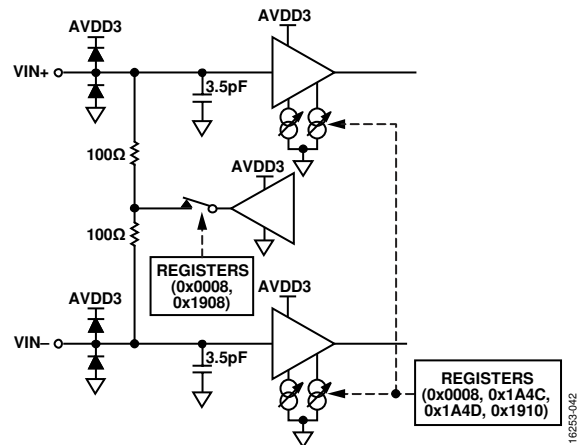 AVDD3
AVDD3
VIN+
3.5pF
100Ω
AVDD3
100Ω
REGISTERS
(0x0008,
0x1908)
AVDD3
AVDD3
VIN–
3.5pF
REGISTERS
(0x0008, 0x1A4C,
0x1A4D, 0x1910)
16253-042